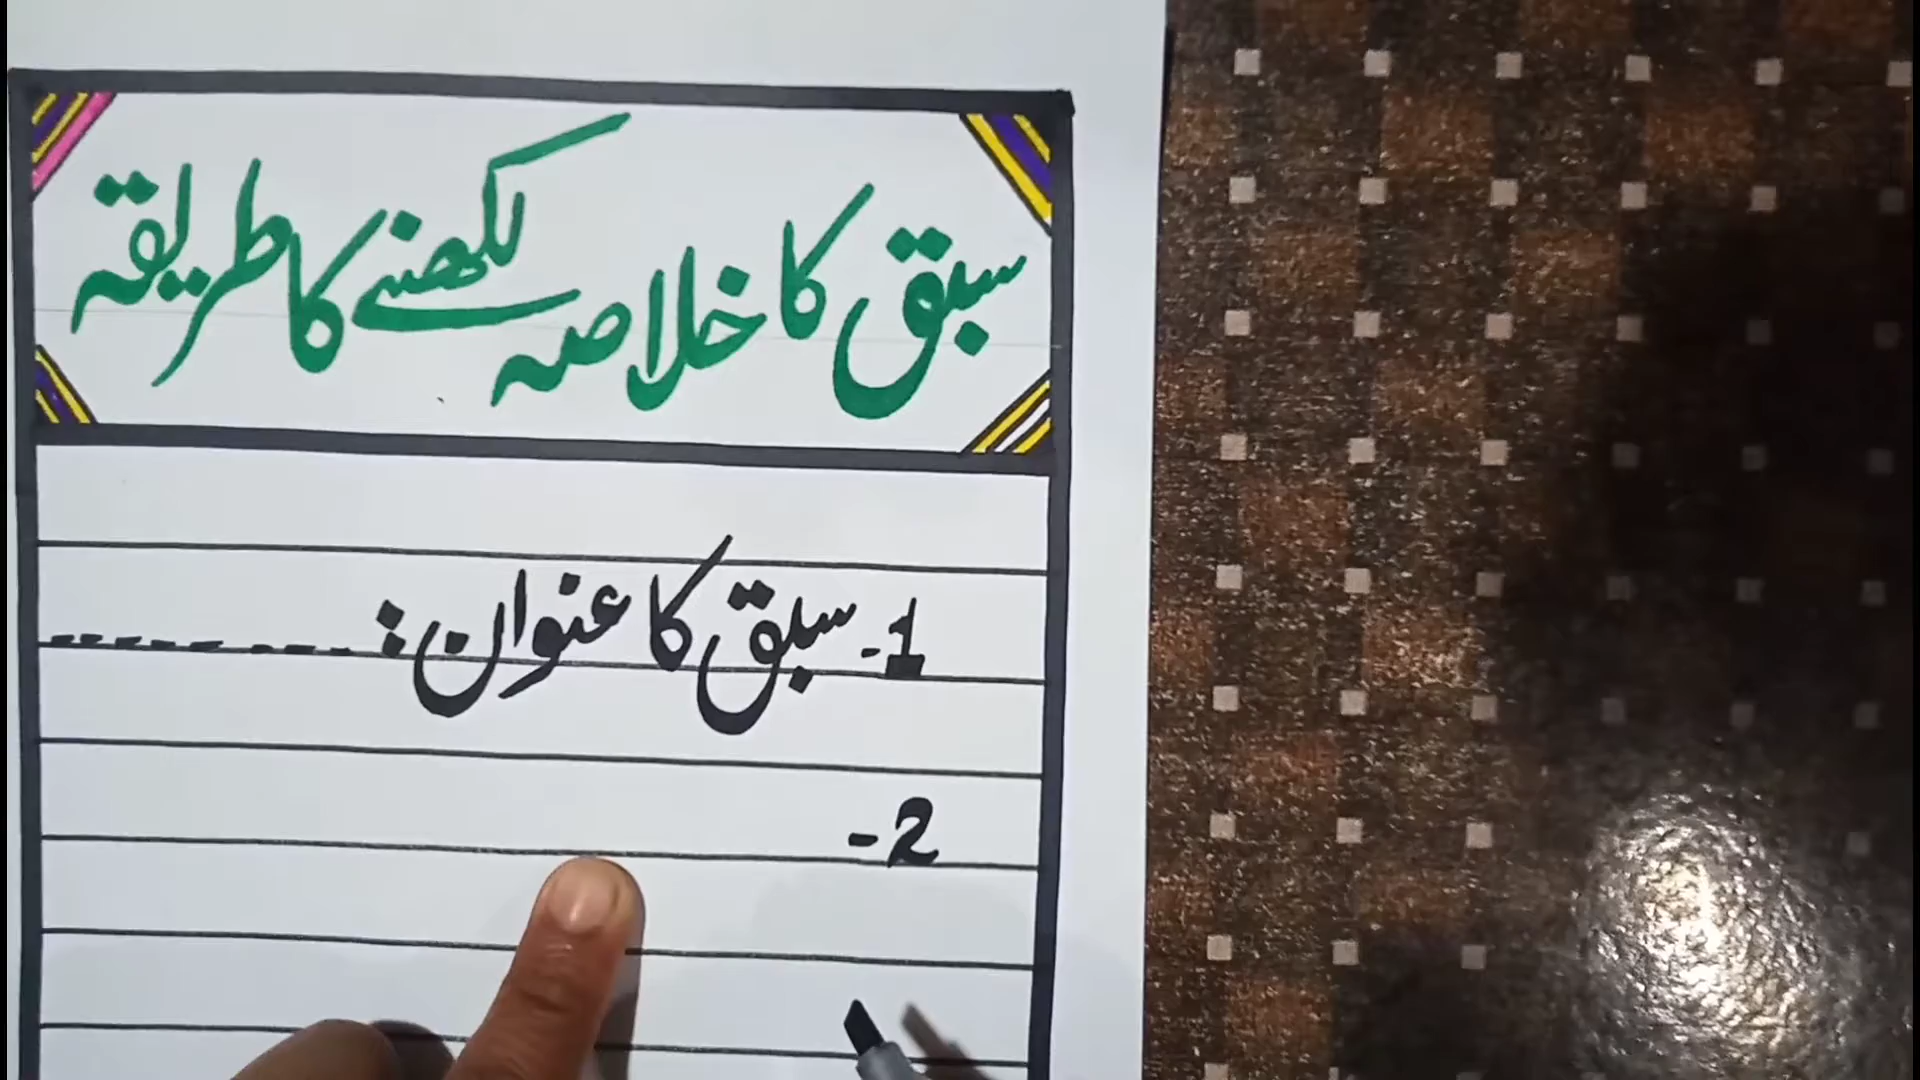 سبق کا خلاصہ لکھنے کا طریقہ
1- سبق کا عنوان: --------
2-